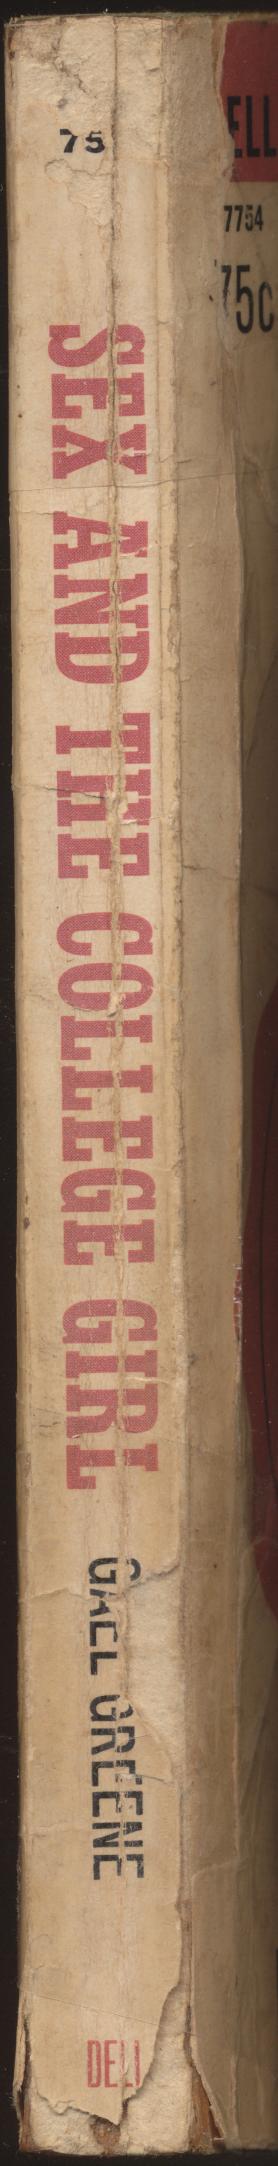 75
SEX AND THE COLLEGE GIRL
GAEL GREENE
DELL
ELL
7754
75c